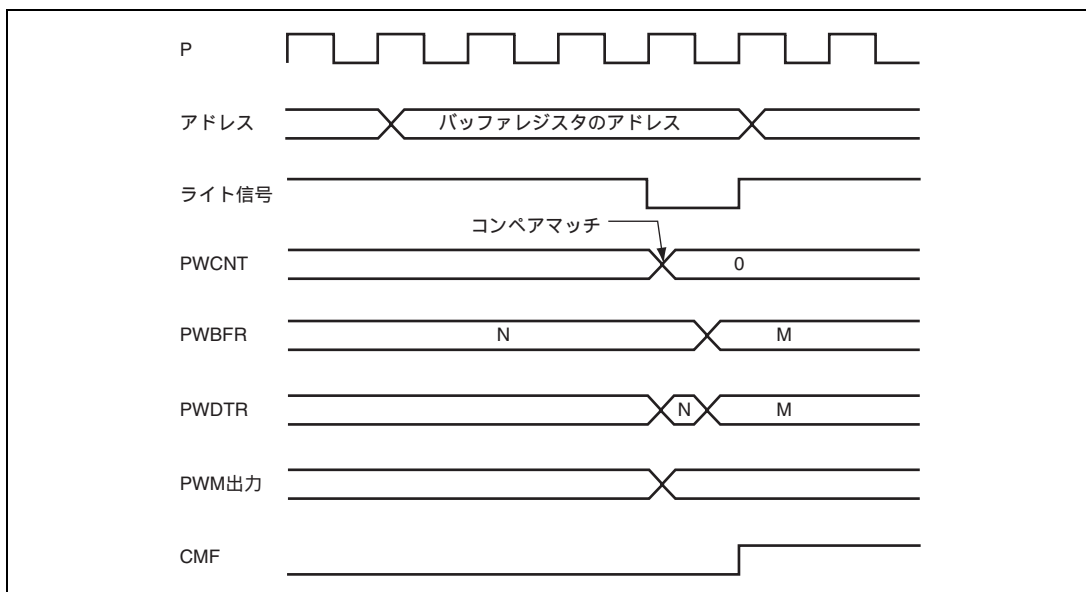 P
アドレス
バッファレジスタのアドレス
ライト信号
コンペアマッチ
PWCNT
0
PWBFR
N
M
PWDTR
N
M
PWM出力
CMF